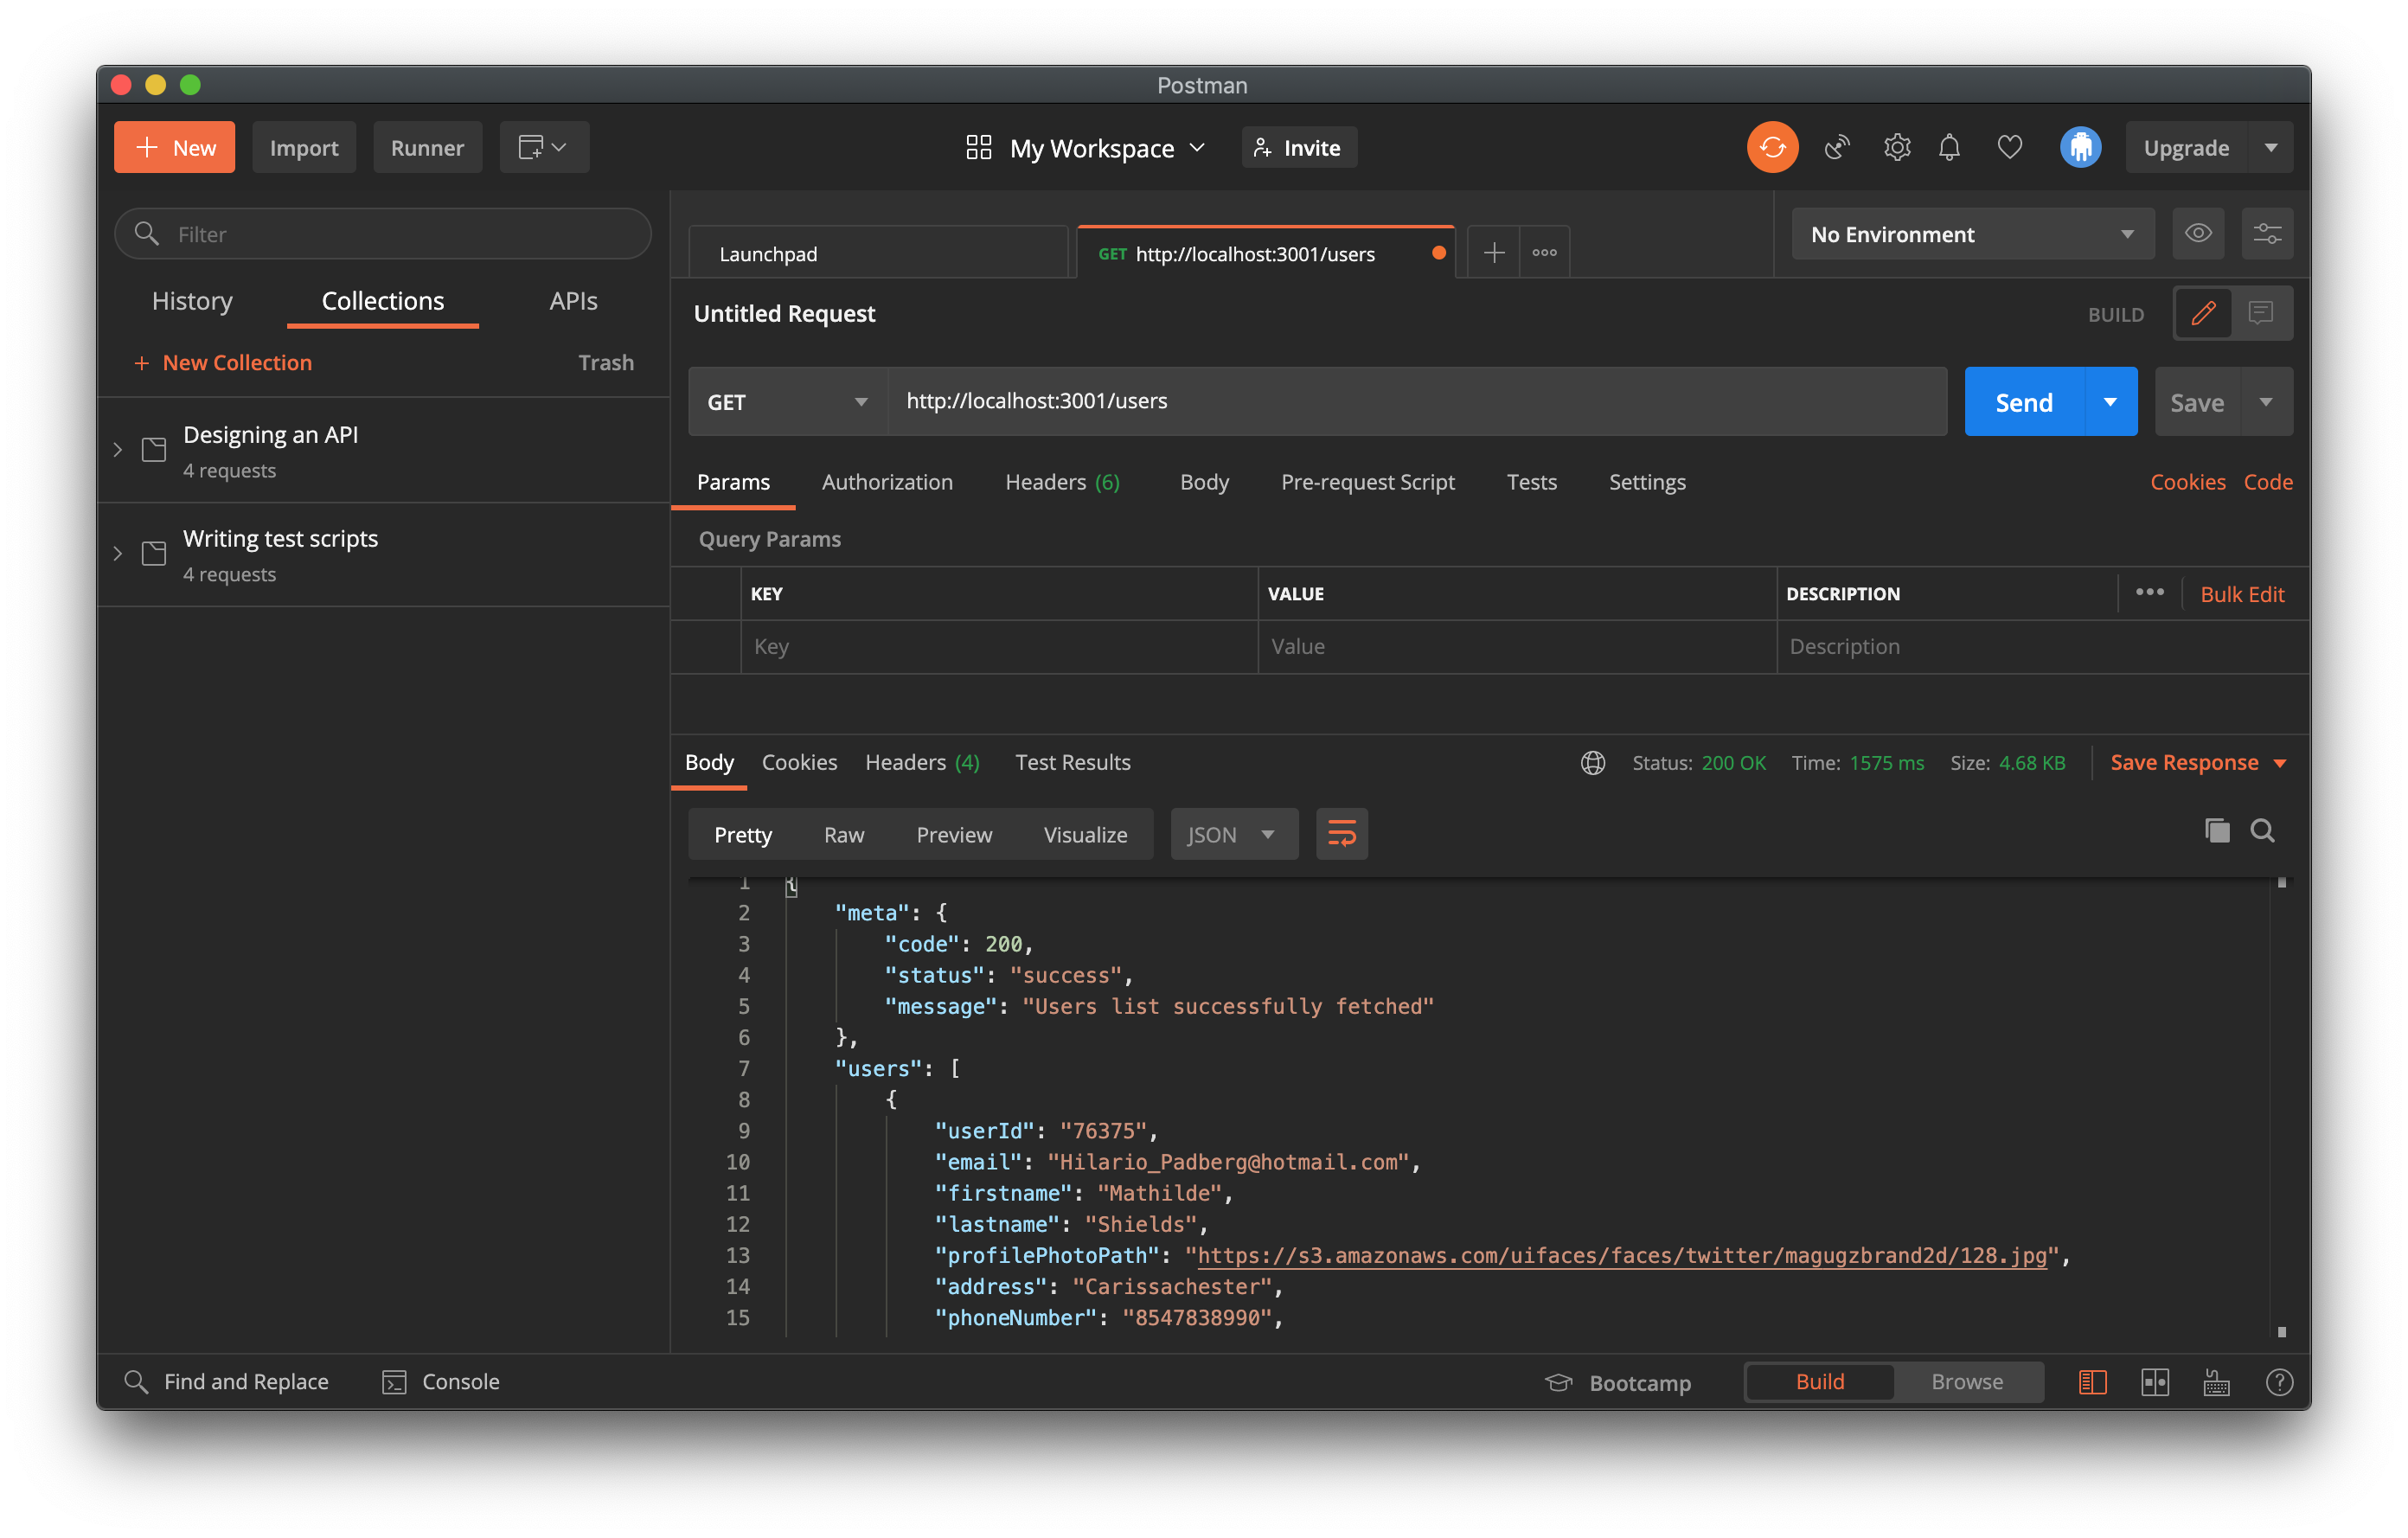 Postman
New Import Runner My Workspace Invite Upgrade
Filter
Launchpad GET http://localhost:3001/users No Environment
History Collections APIs
Untitled Request BUILD
New Collection Trash
GET http://localhost:3001/users Send Save
Designing an API
4 requests
Params Authorization Headers (6) Body Pre-request Script Tests Settings Cookies Code
Writing test scripts
4 requests
Query Params
KEY VALUE DESCRIPTION Bulk Edit
Key Value Description
Body Cookies Headers (4) Test Results Status: 200 OK Time: 1575 ms Size: 4.68 KB Save Response
Pretty Raw Preview Visualize JSON
1 {
2 "meta": {
3 "code": 200,
4 "status": "success",
5 "message": "Users list successfully fetched"
6 },
7 "users": [
8 {
9 "userId": "76375",
10 "email": "Hilario_Padberg@hotmail.com",
11 "firstname": "Mathilde",
12 "lastname": "Shields",
13 "profilePhotoPath": "https://s3.amazonaws.com/uifaces/faces/twitter/magugzbrand2d/128.jpg",
14 "address": "Carissachester",
15 "phoneNumber": "8547838990",
Find and Replace Console Bootcamp Build Browse